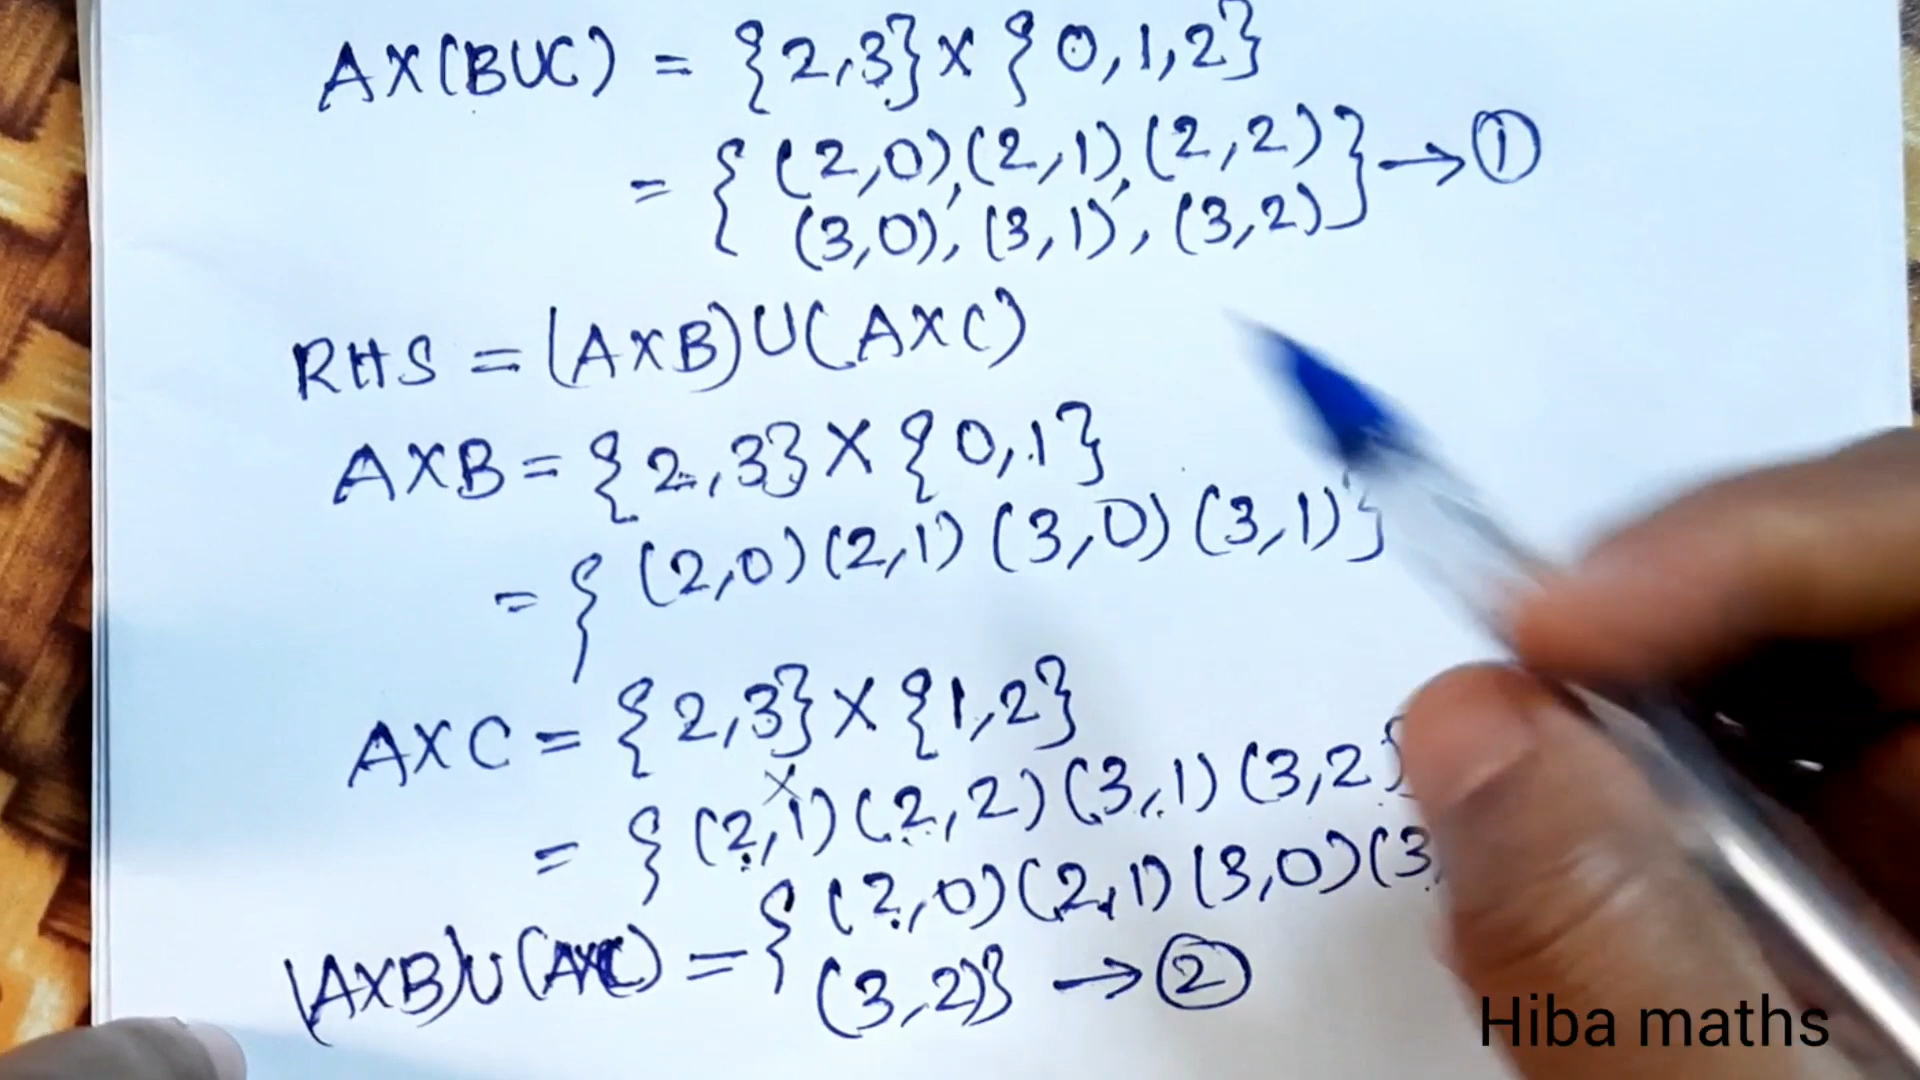 AX(BUC) = {2,3}X{0,1,2}
= { (2,0),(2,1),(2,2)
(3,0),(3,1),(3,2) } → ①
RHS = (AXB)U(AXC)
AXB = {2,3}X{0,1}
= { (2,0)(2,1)(3,0)(3,1)}
AXC = {2,3}X{1,2}
= { (2,1)(2,2)(3,1)(3,2}
(AXB)U(AXC) = { (2,0)(2,1)(3,0)(3,
(3,2)} → ②
Hiba maths